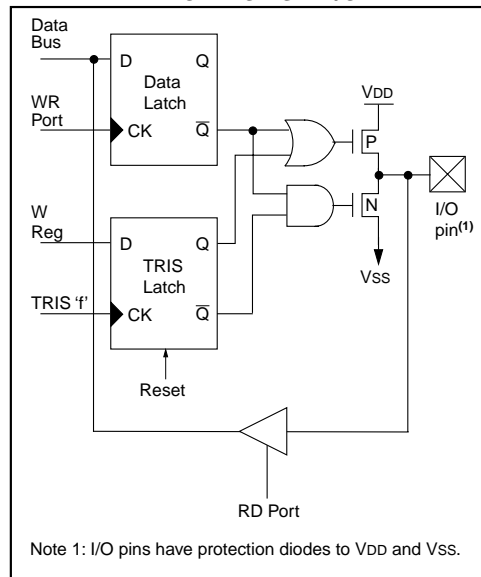 Data
Bus
D
Q
Data
Latch
WR
Port
CK
Q
VDD
P
N
I/O
pin(1)
VSS
W
Reg
D
Q
TRIS
Latch
TRIS 'f'
CK
Q
Reset
RD Port
Note 1: I/O pins have protection diodes to VDD and VSS.